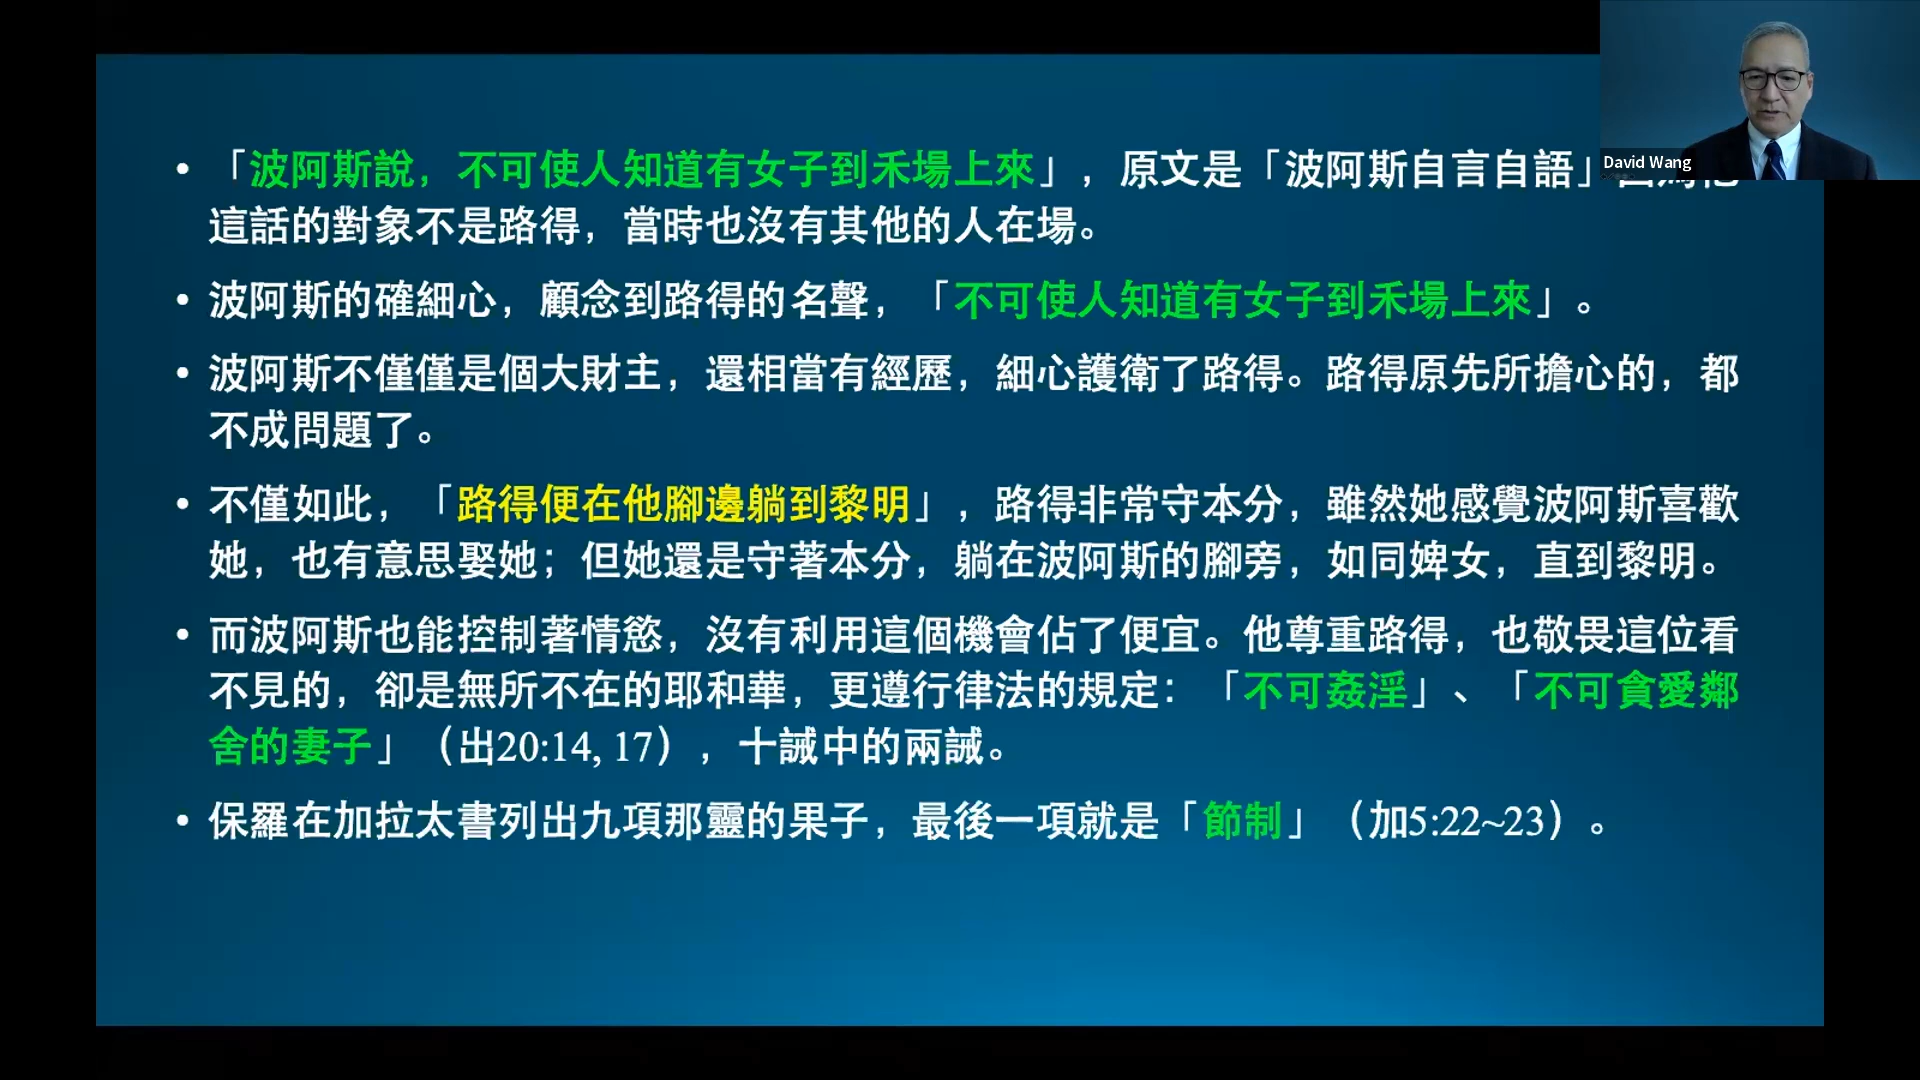 • 「波阿斯說，不可使人知道有女子到禾場上來」，原文是「波阿斯自言自語」
這話的對象不是路得，當時也沒有其他的人在場。
• 波阿斯的確細心，顧念到路得的名聲，「不可使人知道有女子到禾場上來」。
• 波阿斯不僅僅是個大財主，還相當有經歷，細心護衛了路得。路得原先所擔心的，都
不成問題了。
• 不僅如此，「路得便在他腳邊躺到黎明」，路得非常守本分，雖然她感覺波阿斯喜歡
她，也有意思娶她；但她還是守著本分，躺在波阿斯的腳旁，如同婢女，直到黎明。
• 而波阿斯也能控制著情慾，沒有利用這個機會佔了便宜。他尊重路得，也敬畏這位看
不見的，卻是無所不在的耶和華，更遵行律法的規定：「不可姦淫」、「不可貪愛鄰
舍的妻子」（出20:14, 17），十誡中的兩誡。
• 保羅在加拉太書列出九項那靈的果子，最後一項就是「節制」（加5:22~23）。
David Wang